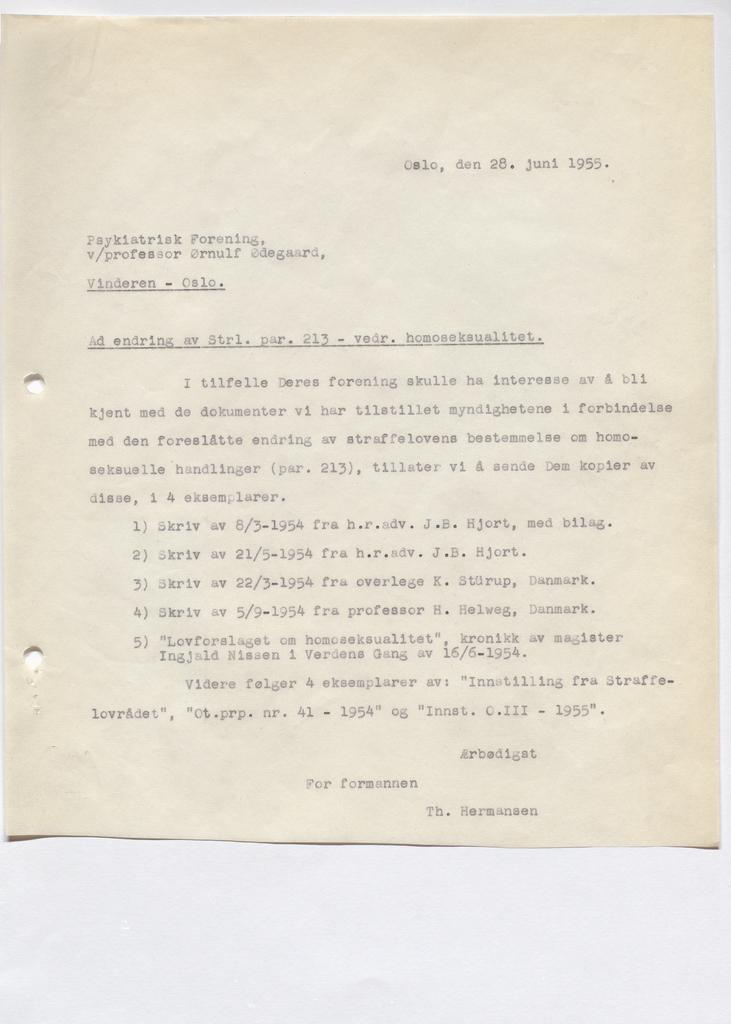 Oslo, den 28. juni 1955.
Psykiatrisk Forening,
v/professor Ørnulf Ødegaard,
Vinderen - Oslo.
Ad endring av Strl. par. 213 - vedr. homoseksualitet.
I tilfelle Deres forening skulle ha interesse av å bli
kjent med de dokumenter vi har tilstillet myndighetene i forbindelse
med den foreslåtte endring av straffelovens bestemmelse om homo-
seksuelle handlinger (par. 213), tillater vi å sende Dem kopier av
disse, i 4 eksemplarer.
1) Skriv av 8/3-1954 fra h.r.adv. J.B. Hjort, med bilag.
2) Skriv av 21/5-1954 fra h.r.adv. J.B. Hjort.
3) Skriv av 22/3-1954 fra overlege K. Stürup, Danmark.
4) Skriv av 5/9-1954 fra professor H. Helweg, Danmark.
5) "Lovforslaget om homoseksualitet", kronikk av magister
Ingjald Nissen i Verdens Gang av 16/6-1954.
Videre følger 4 eksemplarer av: "Innstilling fra Straffe-
lovrådet", "Ot.prp. nr. 41 - 1954" og "Innst. O.III - 1955".
Ærbødigst
For formannen
Th. Hermansen